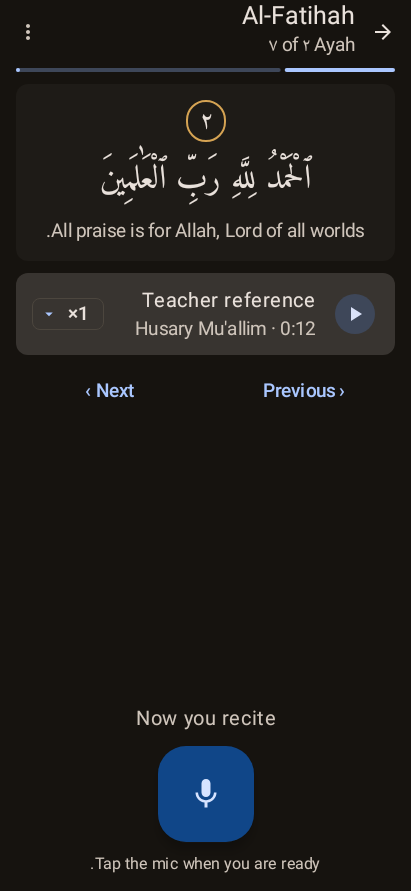 Al-Fatihah
٧ of ٢ Ayah
٢
ٱلْحَمْدُ لِلَّهِ رَبِّ ٱلْعَٰلَمِينَ
.All praise is for Allah, Lord of all worlds
Teacher reference
×1
Husary Mu'allim · 0:12
Previous ›
‹ Next
Now you recite
.Tap the mic when you are ready